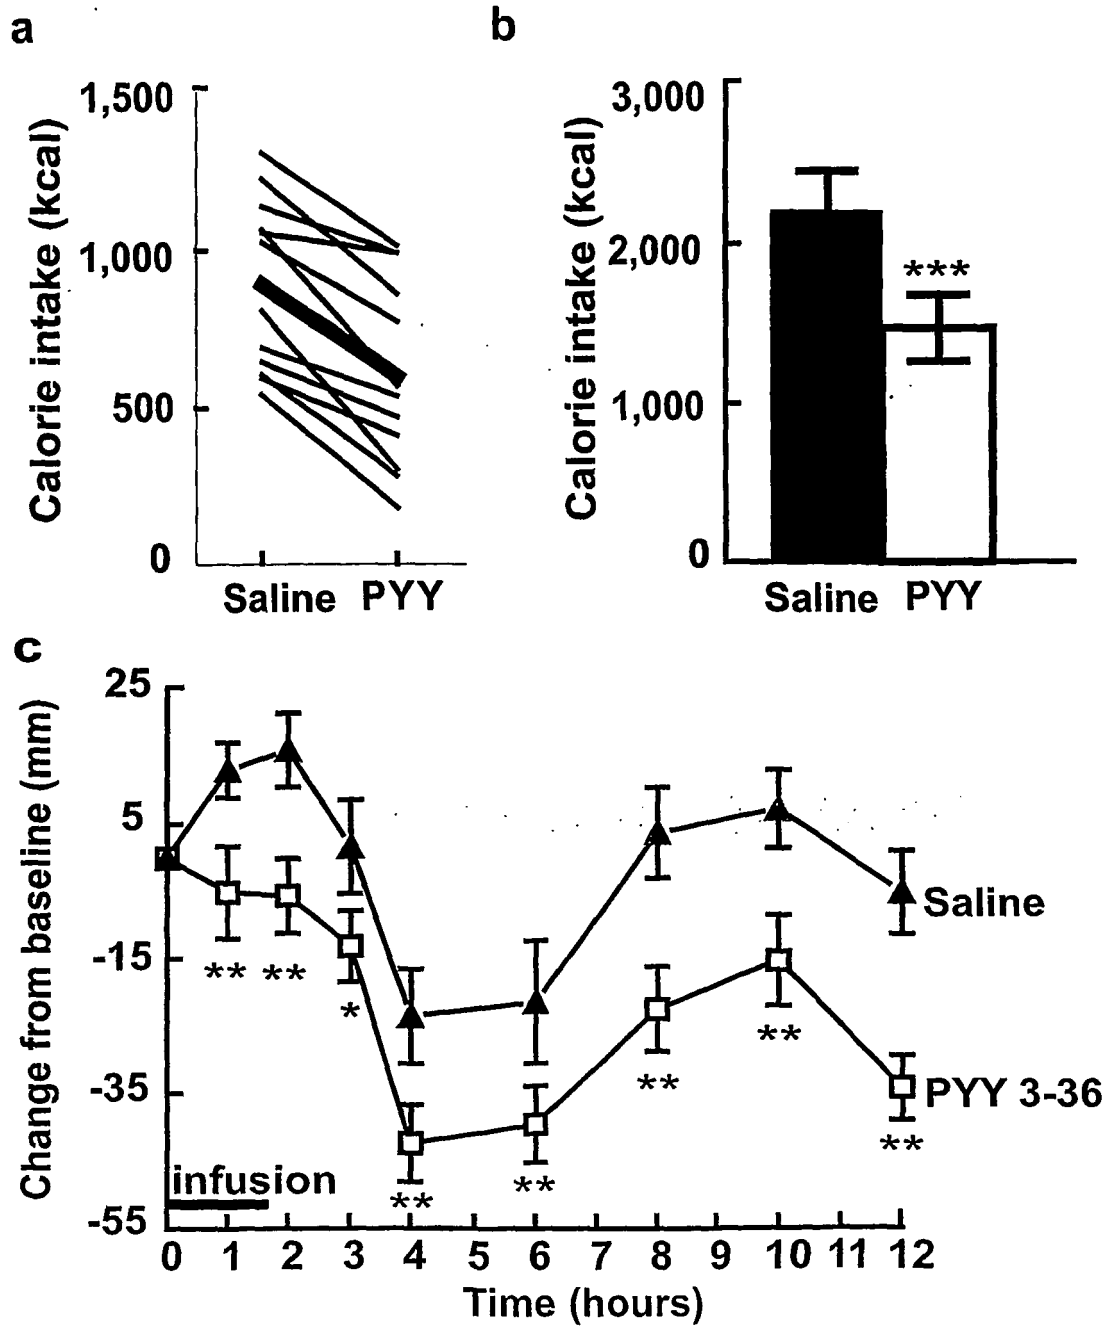 a
b
1,500
1,000
500
0
Calorie intake (kcal)
Saline PYY
3,000
2,000
1,000
0
Calorie intake (kcal)
***
Saline PYY
c
25
5
-15
-35
-55
Change from baseline (mm)
** ** *
** ** ** ** **
Saline
PYY 3-36
infusion
0 1 2 3 4 5 6 7 8 9 10 11 12
Time (hours)